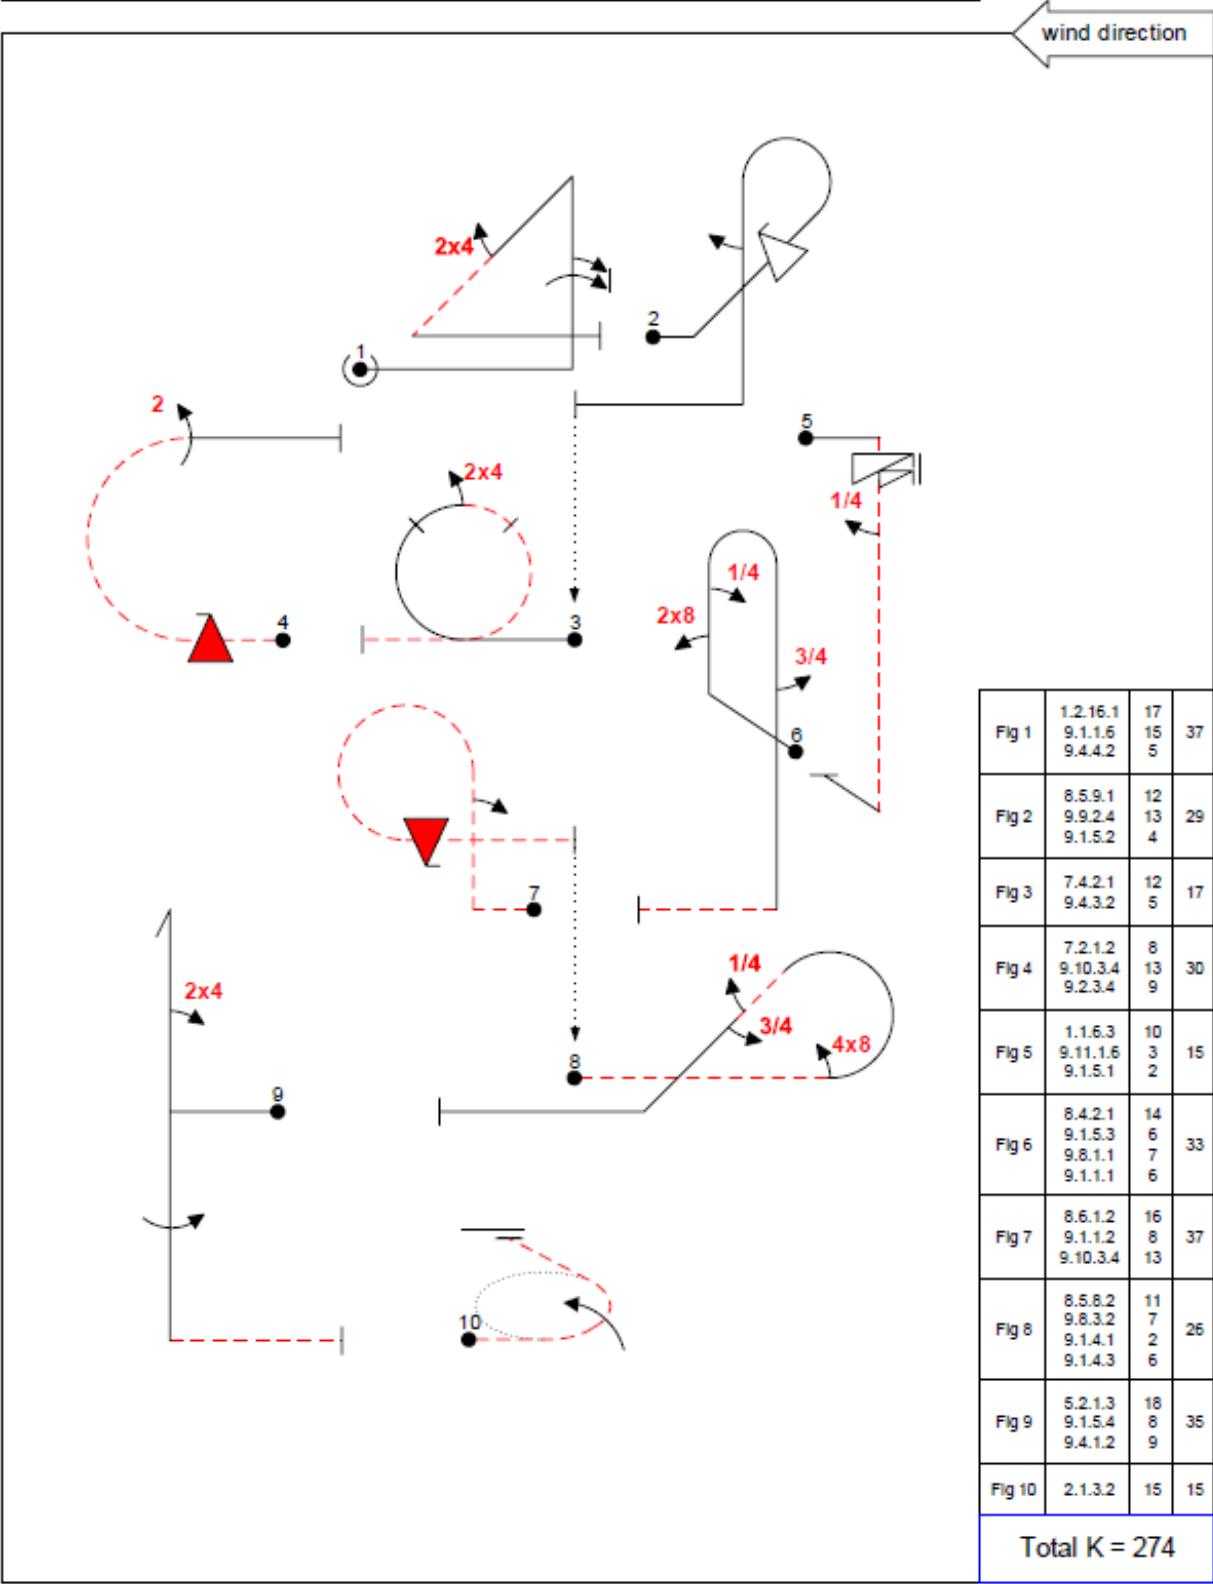 wind direction
2x4
1
2
2
5
2x4
1/4
4
3
1/4
2x8
3/4
6
7
2x4
1/4
3/4
4x8
8
9
10
Fig 1 1.2.16.1 17 37
9.1.1.6 15
9.4.4.2 5
Fig 2 8.5.9.1 12 29
9.9.2.4 13
9.1.5.2 4
Fig 3 7.4.2.1 12 17
9.4.3.2 5
Fig 4 7.2.1.2 8 30
9.10.3.4 13
9.2.3.4 9
Fig 5 1.1.6.3 10 15
9.11.1.6 3
9.1.5.1 2
Fig 6 8.4.2.1 14 33
9.1.5.3 6
9.8.1.1 7
9.1.1.1 6
Fig 7 8.6.1.2 16 37
9.1.1.2 8
9.10.3.4 13
Fig 8 8.5.8.2 11 26
9.8.3.2 7
9.1.4.1 2
9.1.4.3 6
Fig 9 5.2.1.3 18 35
9.1.5.4 8
9.4.1.2 9
Fig 10 2.1.3.2 15 15
Total K = 274